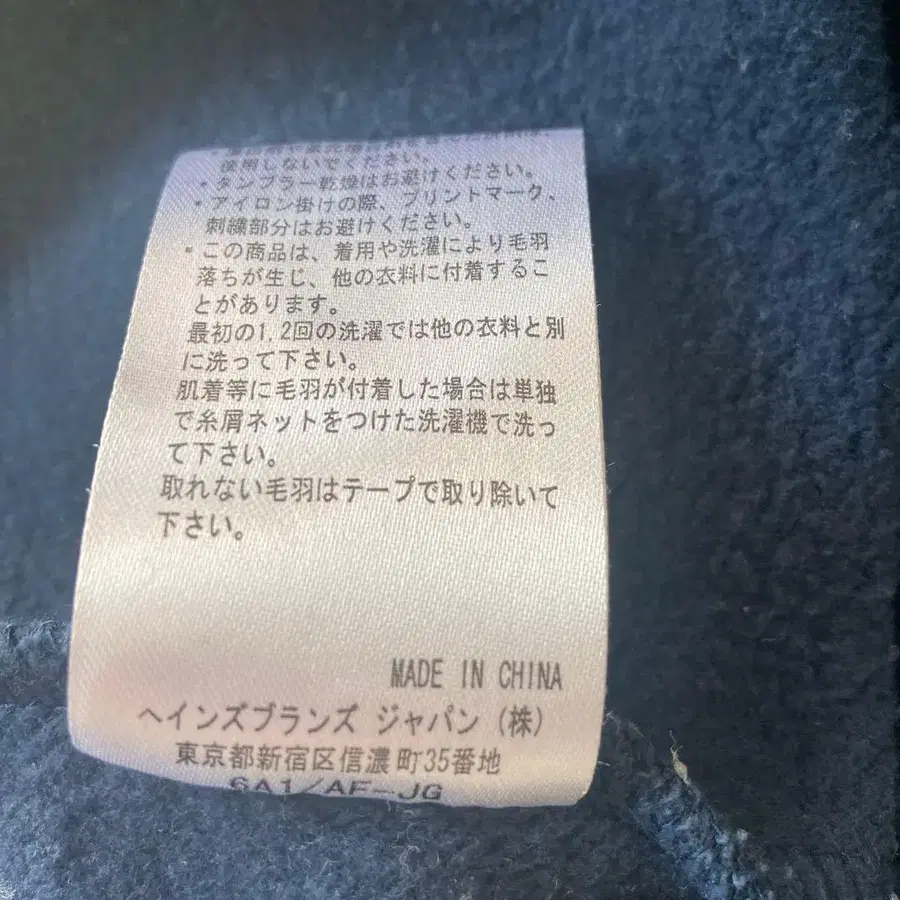 使用しないでください。
・タンブラー乾燥はお避けください。
・アイロン掛けの際、プリントマーク、
刺繍部分はお避けください。
・この商品は、着用や洗濯により毛羽
落ちが生じ、他の衣料に付着するこ
とがあります。
最初の1,2回の洗濯では他の衣料と別
に洗って下さい。
肌着等に毛羽が付着した場合は単独
で糸屑ネットをつけた洗濯機で洗っ
て下さい。
取れない毛羽はテープで取り除いて
下さい。
MADE IN CHINA
ヘインズブランズ ジャパン(株)
東京都新宿区信濃町35番地
SA1/AF-JG